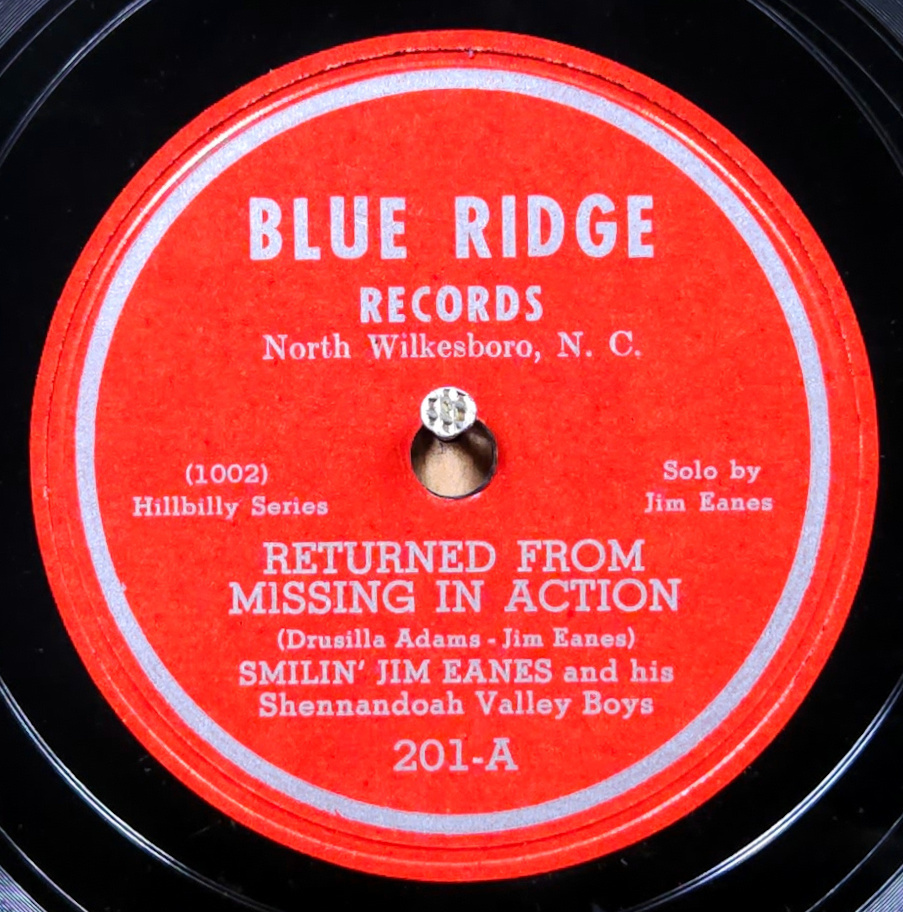 BLUE RIDGE
RECORDS
North Wilkesboro, N. C.
(1002)
Hillbilly Series
Solo by
Jim Eanes
RETURNED FROM
MISSING IN ACTION
(Drusilla Adams - Jim Eanes)
SMILIN' JIM EANES and his
Shennandoah Valley Boys
201-A